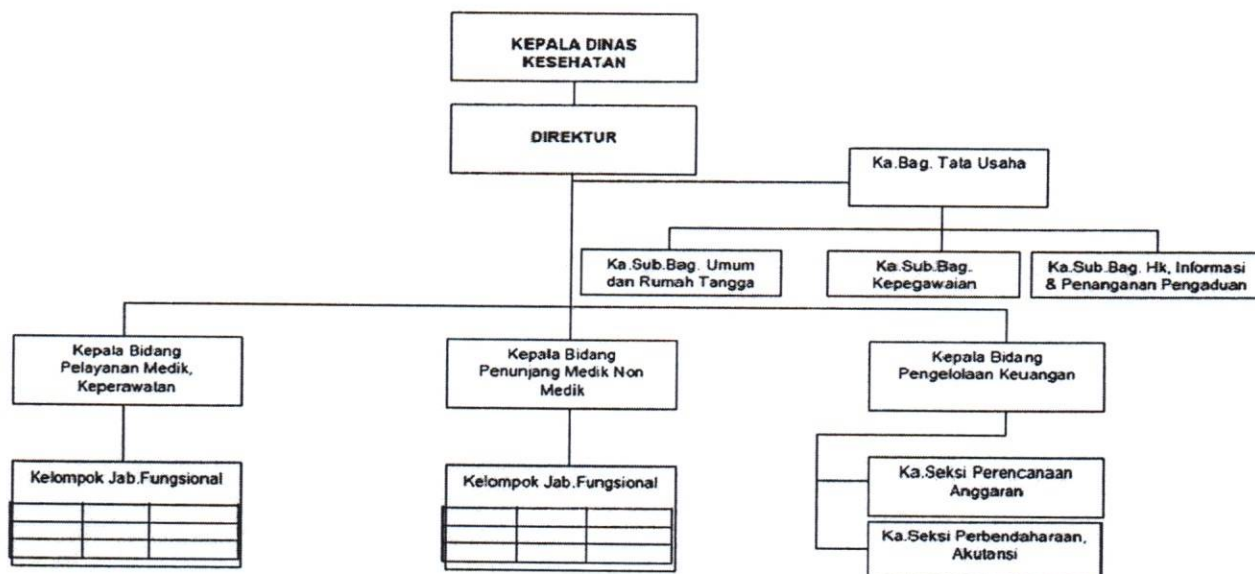 KEPALA DINAS
KESEHATAN
DIREKTUR
Ka.Bag. Tata Usaha
Ka.Sub.Bag. Umum
dan Rumah Tangga
Ka.Sub.Bag.
Kepegawaian
Ka.Sub.Bag. Hk, Informasi
& Penanganan Pengaduan
Kepala Bidang
Pelayanan Medik,
Keperawatan
Kepala Bidang
Penunjang Medik Non
Medik
Kepala Bidang
Pengelolaan Keuangan
Kelompok Jab.Fungsional
Kelompok Jab.Fungsional
Ka.Seksi Perencanaan
Anggaran
Ka.Seksi Perbendaharaan,
Akutansi